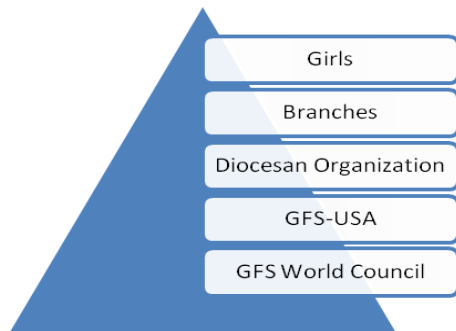 Girls
Branches
Diocesan Organization
GFS-USA
GFS World Council